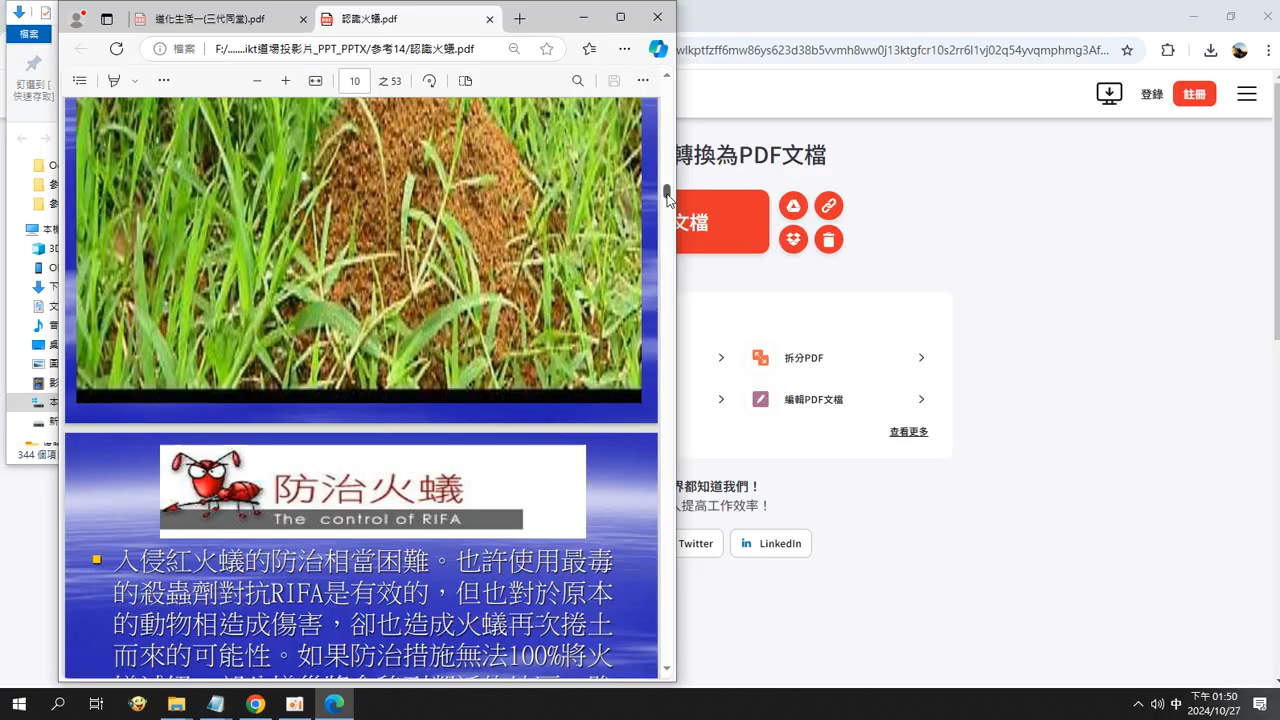 道化生活一(三代同堂).pdf
認識火蟻.pdf
檔案
檔案
F:/......ikt道場投影片_PPT_PPTX/參考14/認識火蟻.pdf
wlkptfzff6mw86ys623d38b5vvmh8ww0j13ktgfcr10s2rr6l1vj02q54yvqmphmg3Af...
釘選到 [
快速存取]
10
之 53
登錄
註冊
轉換為PDF文檔
文檔
拆分PDF
編輯PDF文檔
查看更多
344 個項
防治火蟻
The control of RIFA
界都知道我們！
人提高工作效率！
Twitter
LinkedIn
入侵紅火蟻的防治相當困難。也許使用最毒
的殺蟲劑對抗RIFA是有效的，但也對於原本
的動物相造成傷害，卻也造成火蟻再次捲土
而來的可能性。如果防治措施無法100%將火
中
下午 01:50
2024/10/27